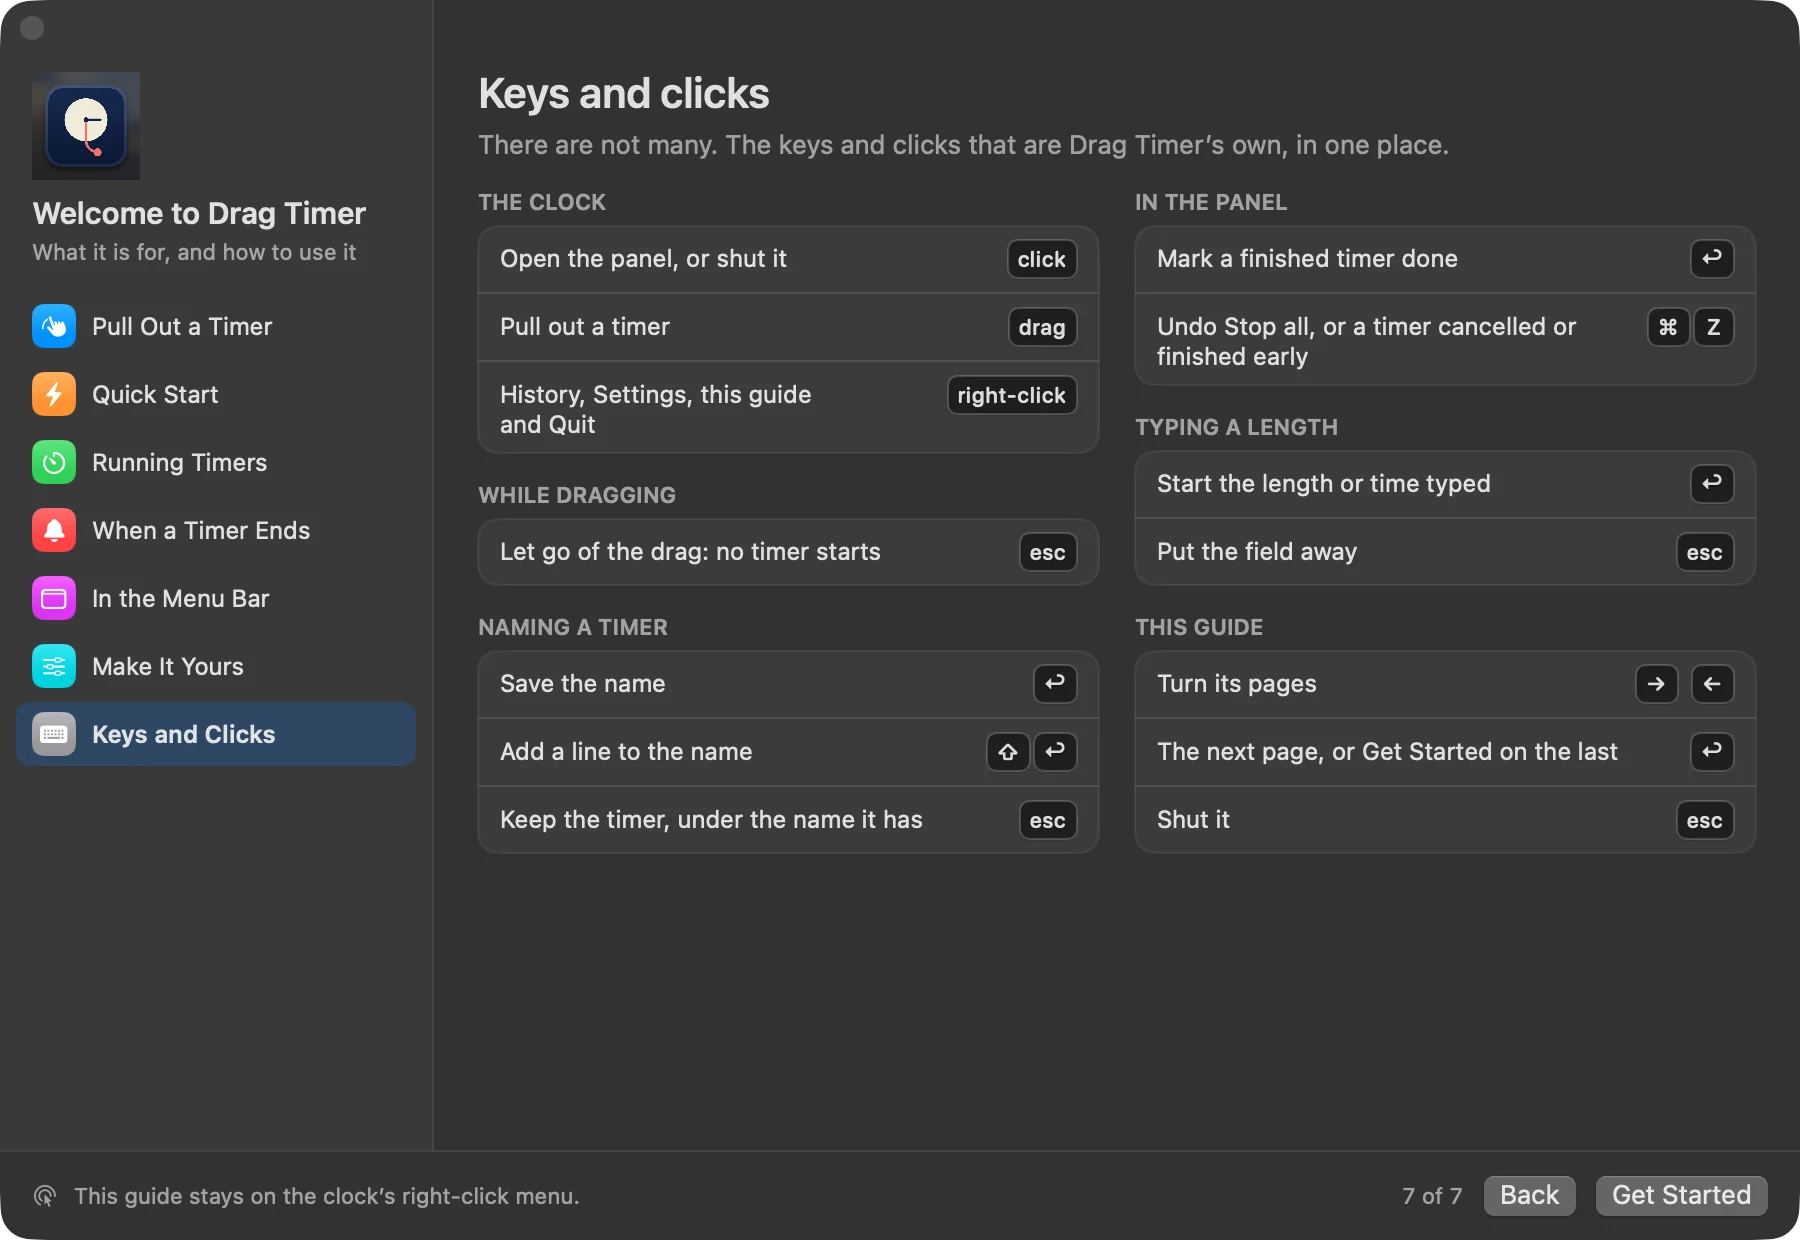 Welcome to Drag Timer
What it is for, and how to use it
Pull Out a Timer
Quick Start
Running Timers
When a Timer Ends
In the Menu Bar
Make It Yours
Keys and Clicks
Keys and clicks
There are not many. The keys and clicks that are Drag Timer’s own, in one place.
THE CLOCK
Open the panel, or shut it click
Pull out a timer drag
History, Settings, this guide right-click
and Quit
WHILE DRAGGING
Let go of the drag: no timer starts esc
NAMING A TIMER
Save the name ↩
Add a line to the name ⇧ ↩
Keep the timer, under the name it has esc
IN THE PANEL
Mark a finished timer done ↩
Undo Stop all, or a timer cancelled or ⌘ Z
finished early
TYPING A LENGTH
Start the length or time typed ↩
Put the field away esc
THIS GUIDE
Turn its pages → ←
The next page, or Get Started on the last ↩
Shut it esc
This guide stays on the clock’s right-click menu.
7 of 7 Back Get Started